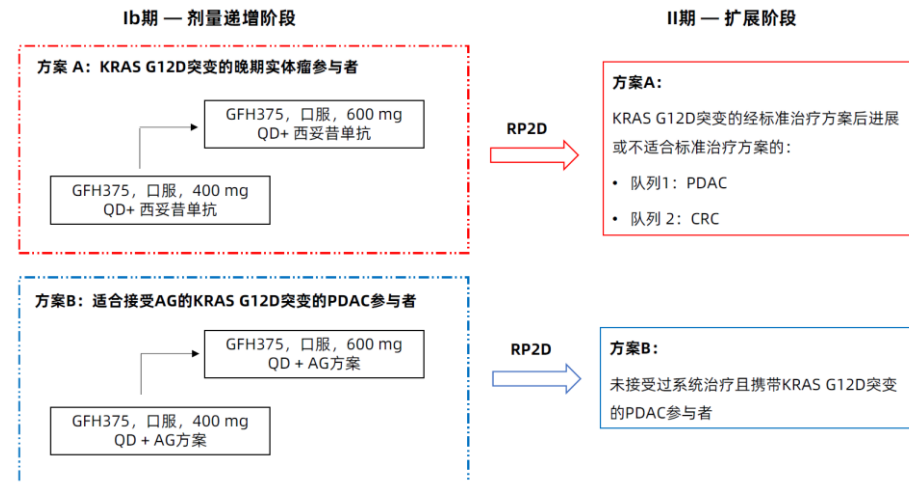 Ib期 — 剂量递增阶段
II期 — 扩展阶段
方案 A：KRAS G12D突变的晚期实体瘤参与者
GFH375，口服，600 mg
QD+ 西妥昔单抗
GFH375，口服，400 mg
QD+ 西妥昔单抗
RP2D
方案A：
KRAS G12D突变的经标准治疗方案后进展
或不适合标准治疗方案的：
• 队列1：PDAC
• 队列 2：CRC
方案B：适合接受AG的KRAS G12D突变的PDAC参与者
GFH375，口服，600 mg
QD + AG方案
GFH375，口服，400 mg
QD + AG方案
RP2D
方案B：
未接受过系统治疗且携带KRAS G12D突变
的PDAC参与者